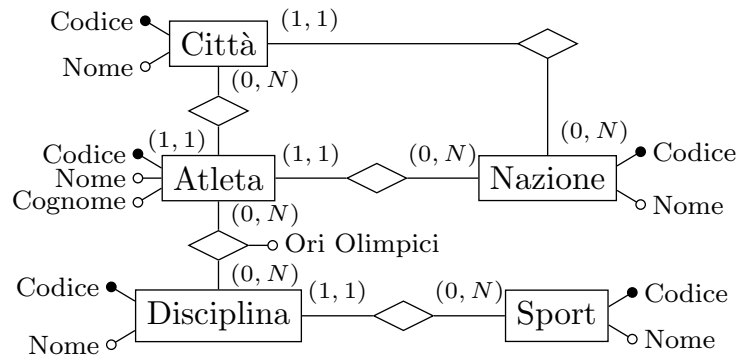 Codice
(1, 1)
Città
Nome
(0, N)
(0, N)
(1, 1)
(1, 1)
(0, N)
Codice
Codice
Nome
Atleta
Nazione
Cognome
Nome
(0, N)
Ori Olimpici
(0, N)
Codice
(1, 1)
(0, N)
Codice
Disciplina
Sport
Nome
Nome